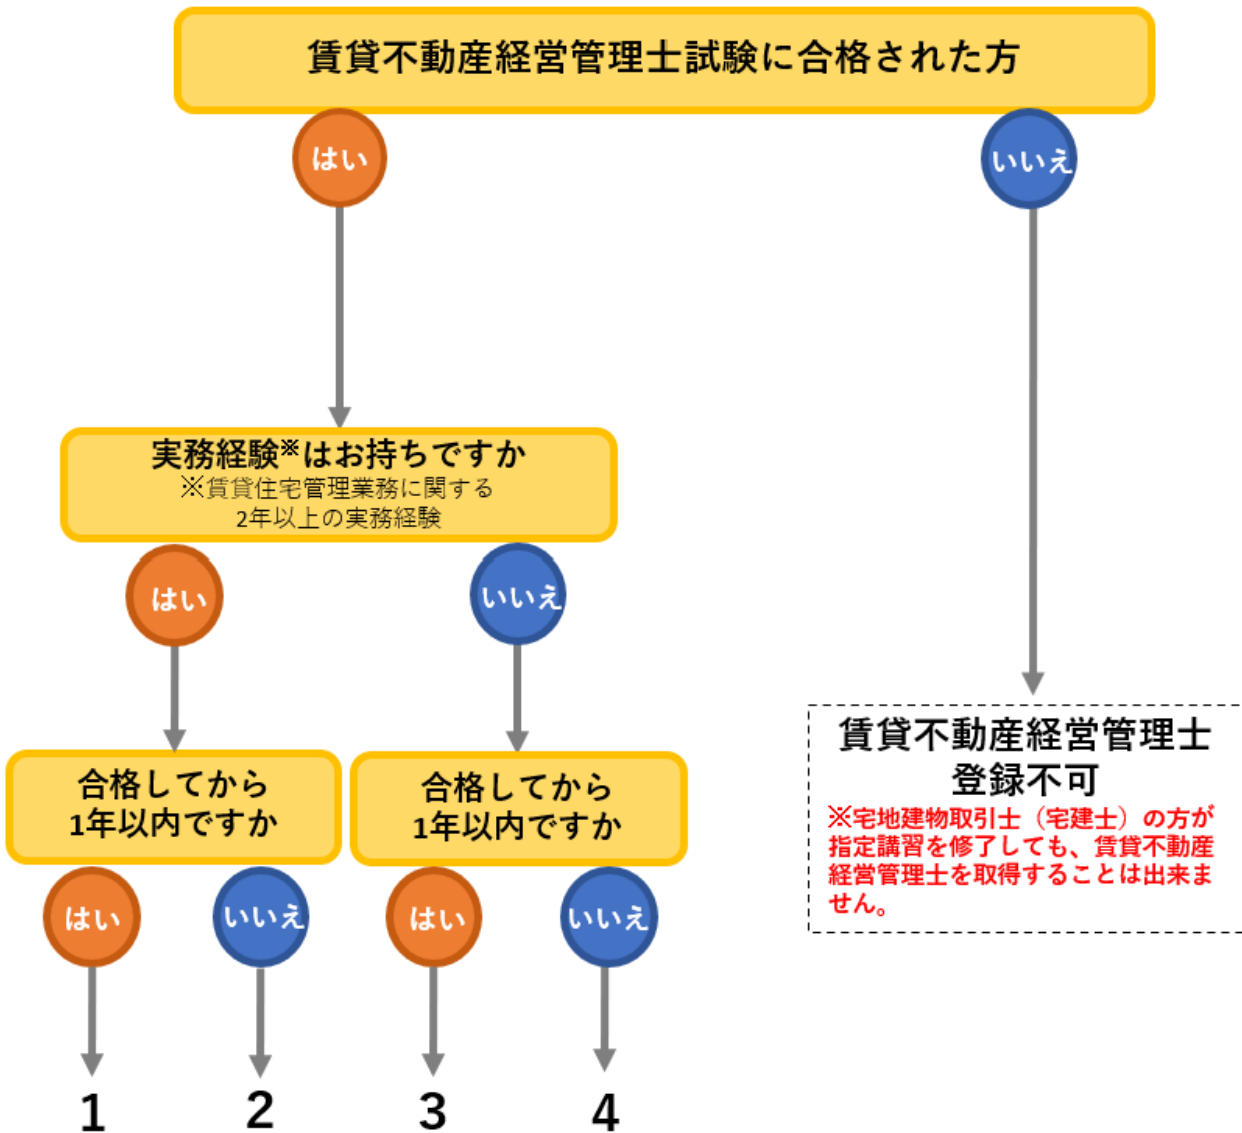 賃貸不動産経営管理士試験に合格された方
はい
いいえ
実務経験※はお持ちですか
※賃貸住宅管理業務に関する
2年以上の実務経験
はい
いいえ
賃貸不動産経営管理士
登録不可
※宅地建物取引士（宅建士）の方が
指定講習を修了しても、賃貸不動産
経営管理士を取得することは出来ま
せん。
合格してから
1年以内ですか
合格してから
1年以内ですか
はい
いいえ
はい
いいえ
1
2
3
4